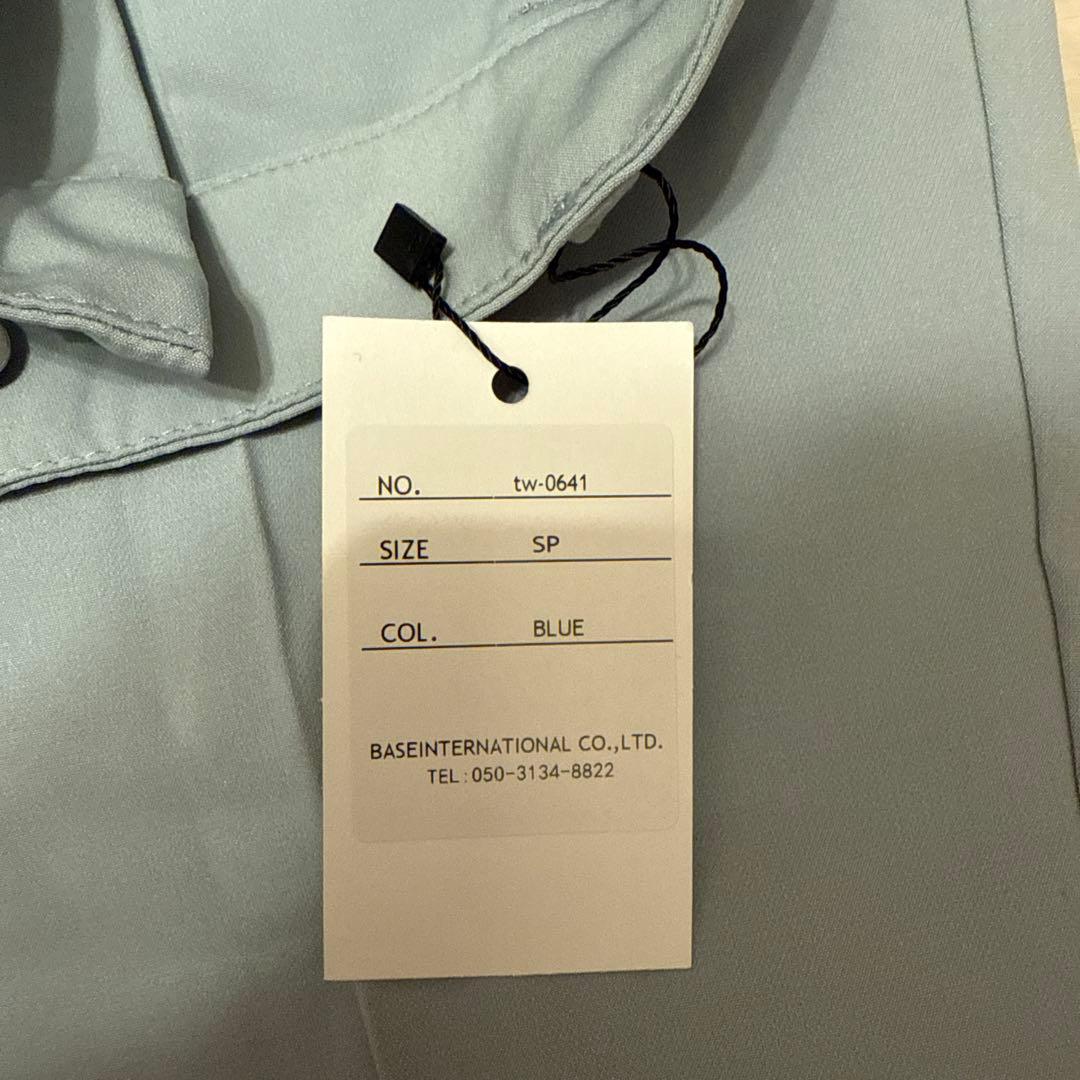 NO. tw-0641
SIZE SP
COL. BLUE
BASEINTERNATIONAL CO.,LTD.
TEL:050-3134-8822